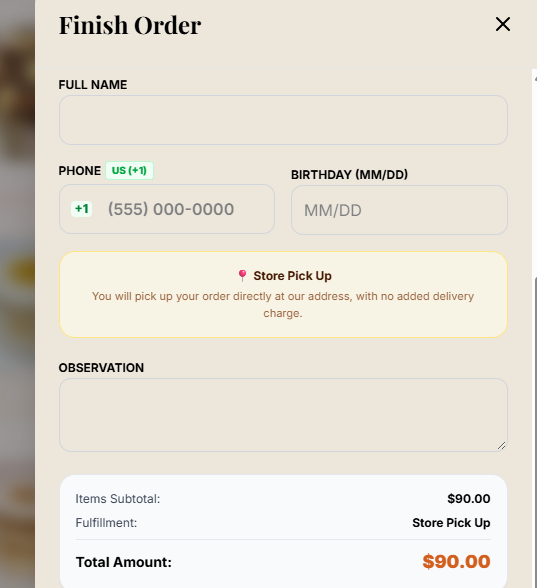 Finish Order
FULL NAME
PHONE US (+1)
BIRTHDAY (MM/DD)
+1 (555) 000-0000
MM/DD
📍 Store Pick Up
You will pick up your order directly at our address, with no added delivery
charge.
OBSERVATION
Items Subtotal: $90.00
Fulfillment: Store Pick Up
Total Amount: $90.00